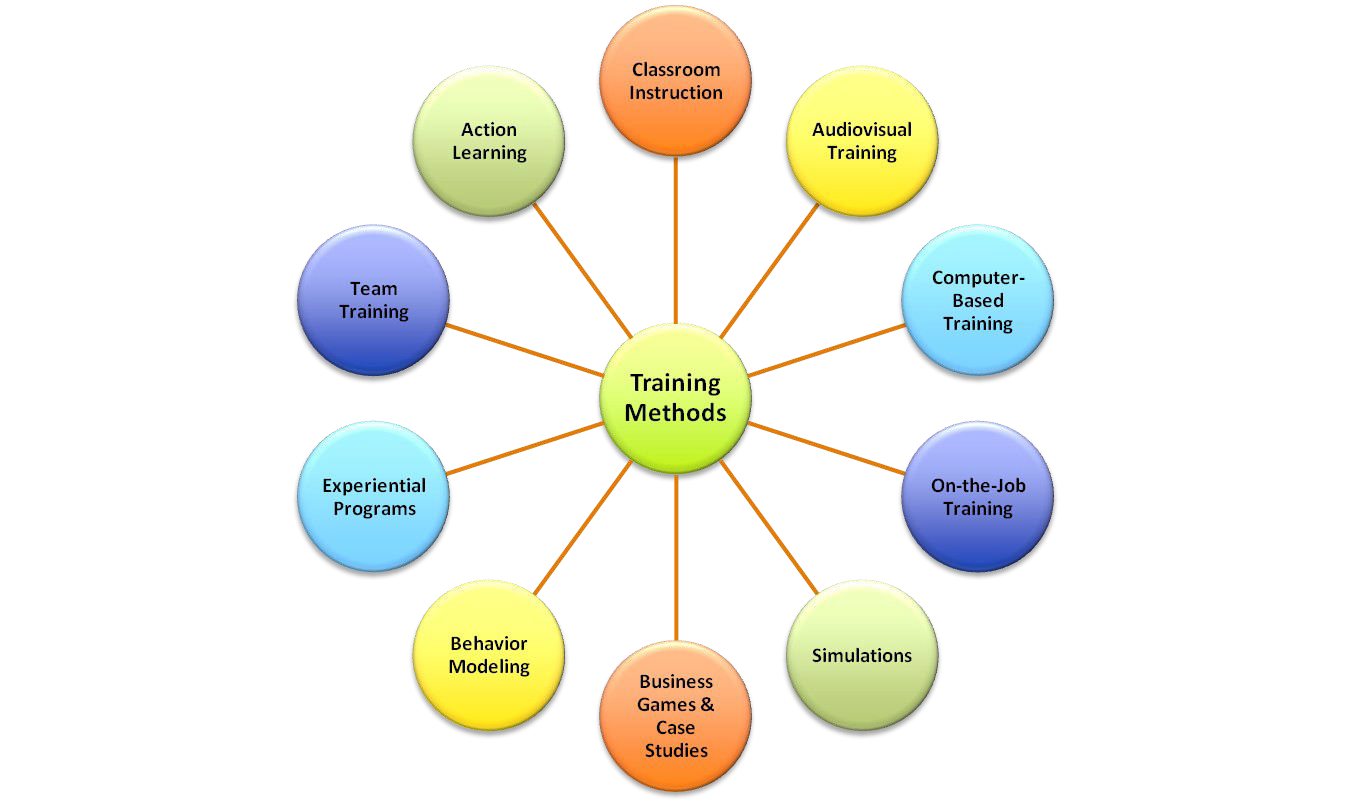 Classroom
Instruction
Audiovisual
Training
Computer-
Based
Training
On-the-Job
Training
Simulations
Business
Games &
Case
Studies
Behavior
Modeling
Experiential
Programs
Team
Training
Action
Learning
Training
Methods